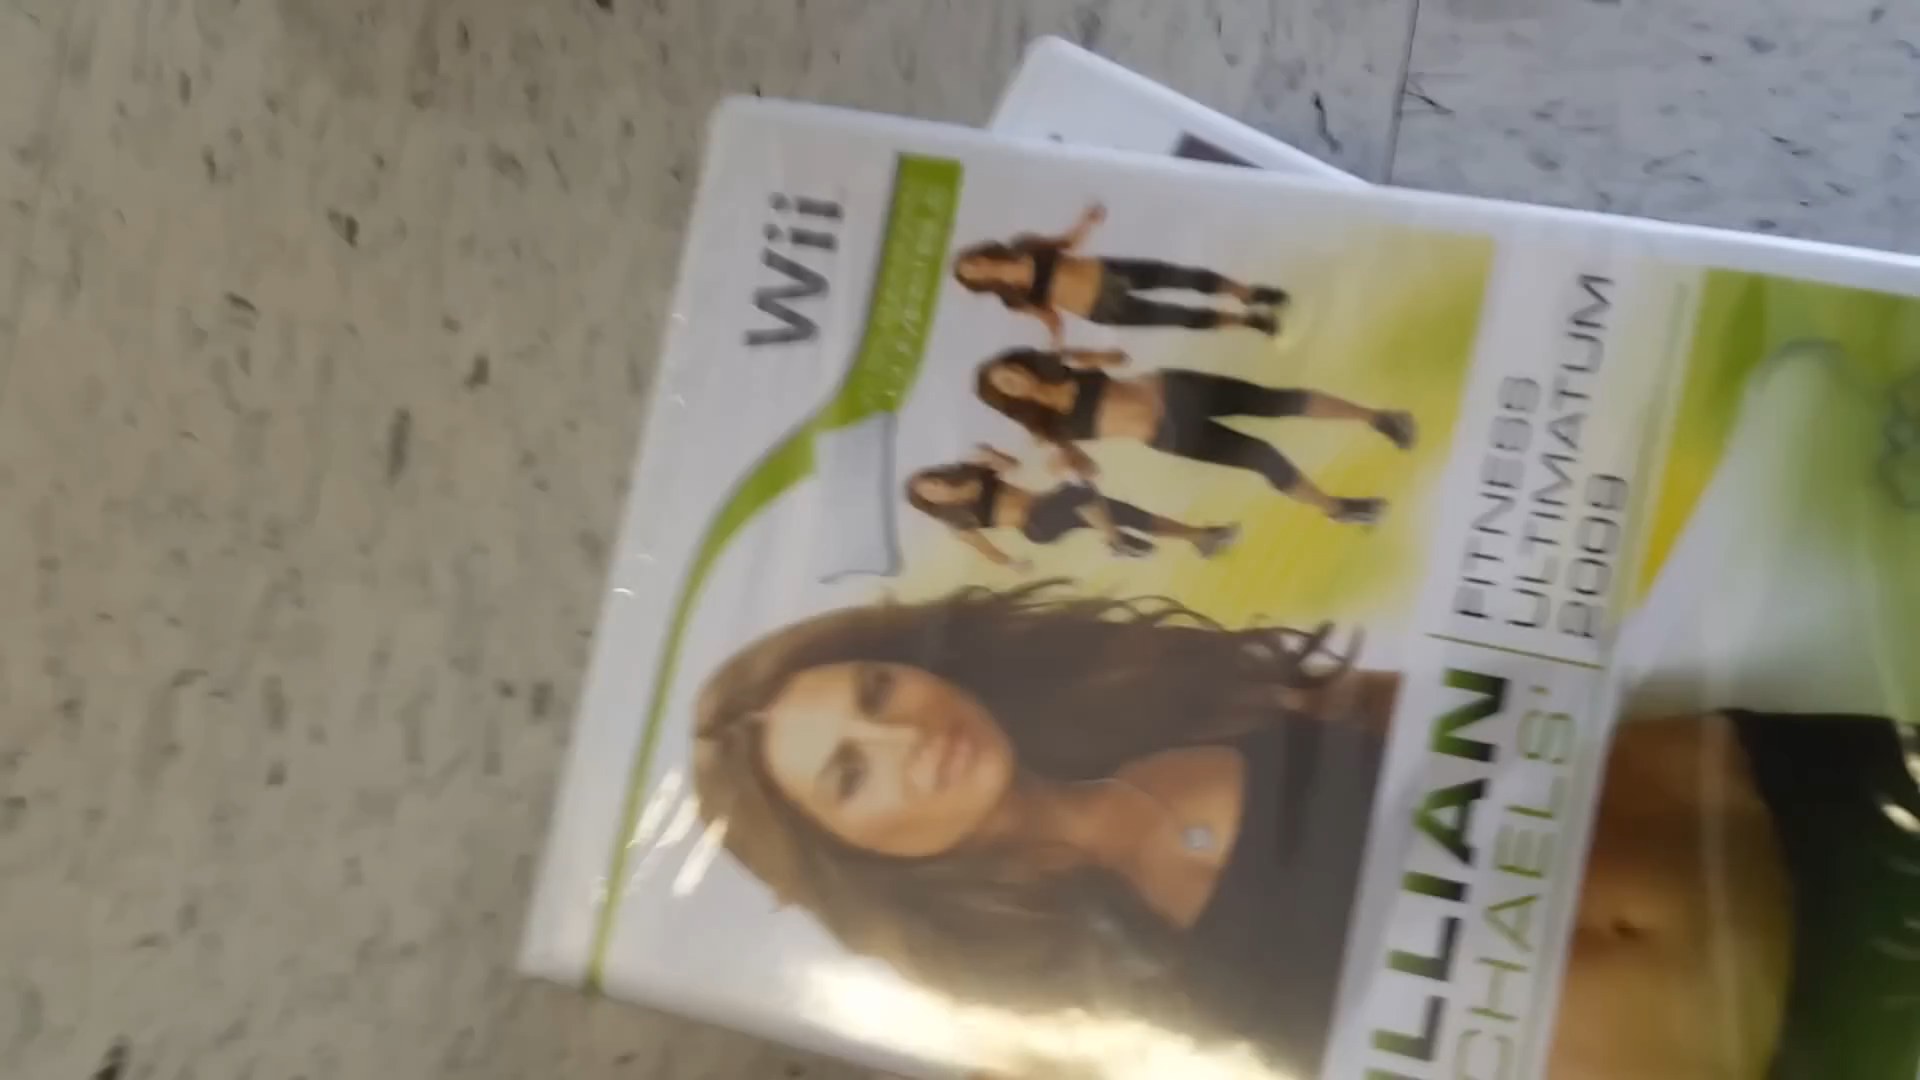 Wii
FITNESS
ULTIMATUM
2009
ILLIAN
CHAELS'